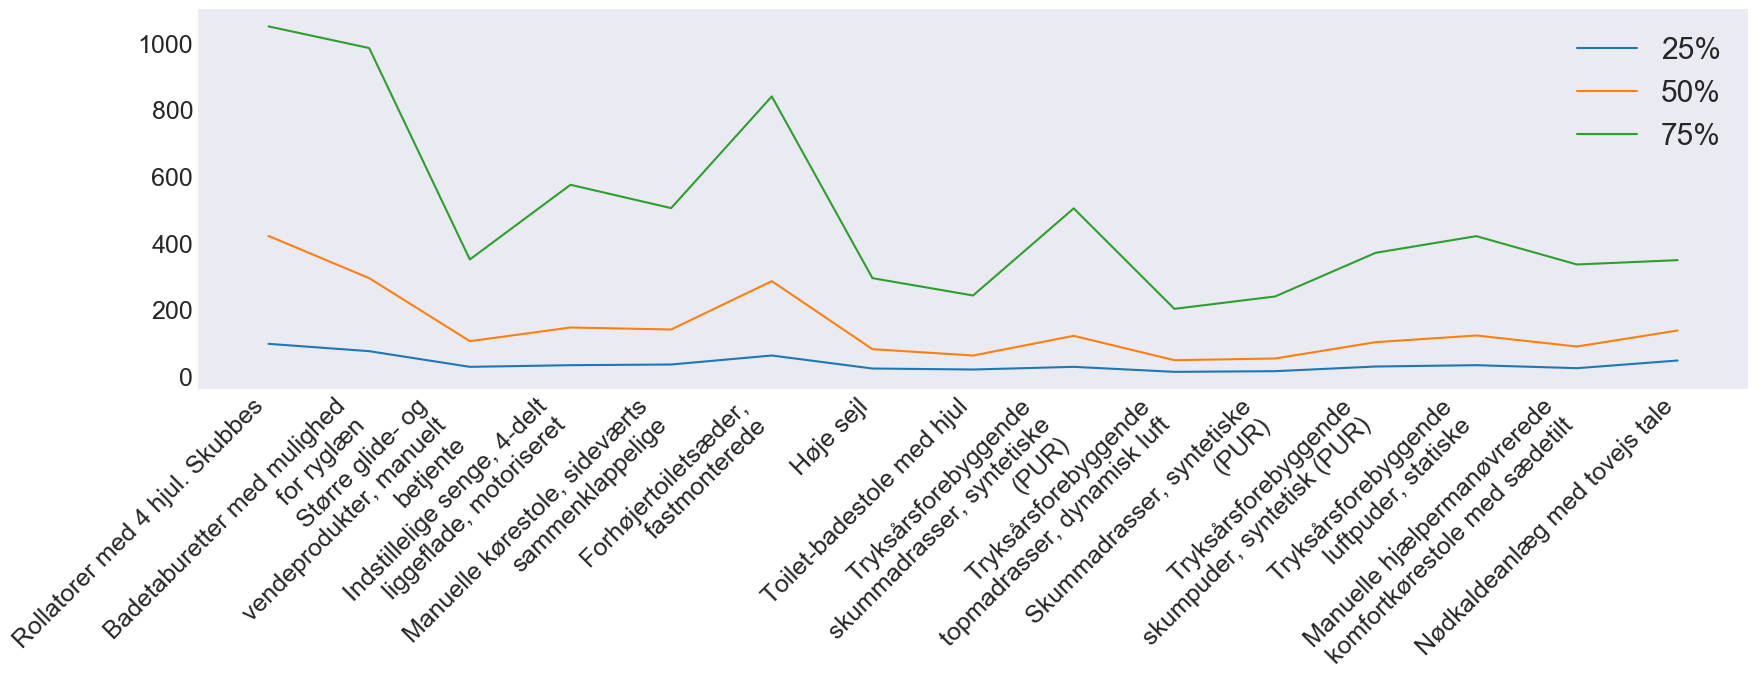 1000
800
600
400
200
0
25%
50%
75%
Rollatorer med 4 hjul. Skubbes
Badetaburetter med mulighed
for ryglæn
Større glide- og
vendeprodukter, manuelt
betjente
Indstillelige senge, 4-delt
liggeflade, motoriseret
Manuelle kørestole, sideværts
sammenklappelige
Forhøjertoiletsæder,
fastmonterede
Høje sejl
Toilet-badestole med hjul
Tryksårsforebyggende
skummadrasser, syntetiske
(PUR)
Tryksårsforebyggende
topmadrasser, dynamisk luft
Skummadrasser, syntetiske
(PUR)
Tryksårsforebyggende
skumpuder, syntetisk (PUR)
Tryksårsforebyggende
luftpuder, statiske
Manuelle hjælpermanøvrerede
komfortkørestole med sædetilt
Nødkaldeanlæg med tovejs tale